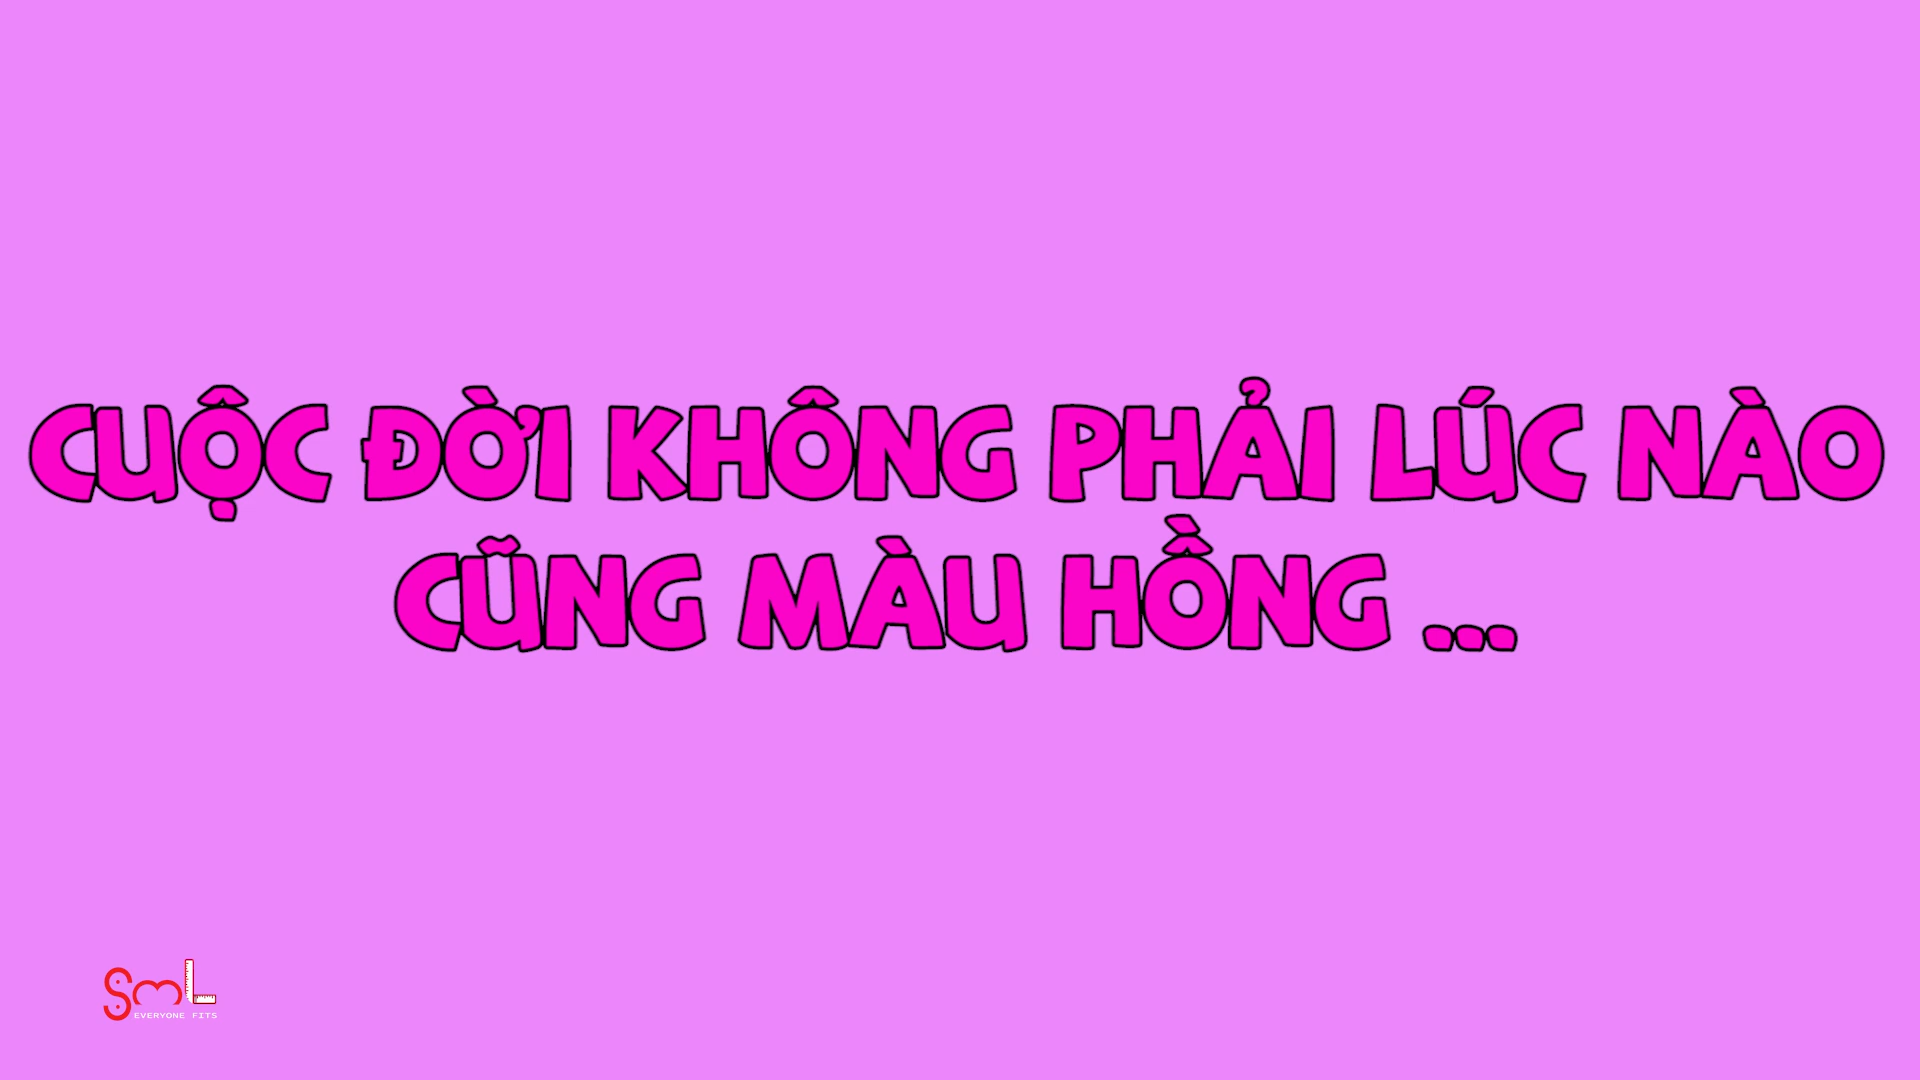 CUỘC ĐỜI KHÔNG PHẢI LÚC NÀO
CŨNG MÀU HỒNG ...
SML
EVERYONE FITS